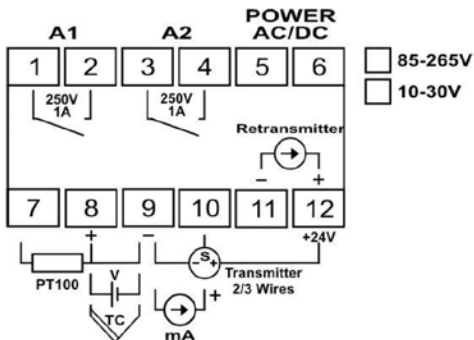 A1 A2 POWER
AC/DC
1 2 3 4 5 6
85-265V
10-30V
250V
1A
250V
1A
Retransmitter
− +
7 8 9 10 11 12
+ − +24V
S
− +
PT100
V
Transmitter
2/3 Wires
+
TC
mA